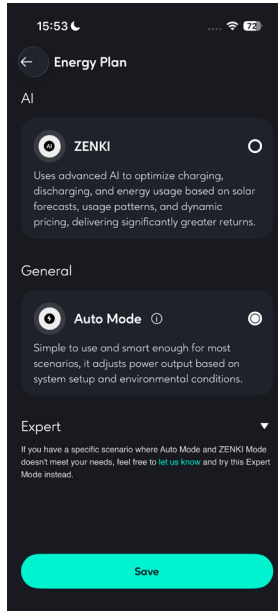 15:53
72
Energy Plan
AI
AI
ZENKI
Uses advanced AI to optimize charging,
discharging, and energy usage based on solar
forecasts, usage patterns, and dynamic
pricing, delivering significantly greater returns.
General
Auto Mode
Simple to use and smart enough for most
scenarios, it adjusts power output based on
system setup and environmental conditions.
Expert
If you have a specific scenario where Auto Mode and ZENKI Mode
doesn't meet your needs, feel free to let us know and try this Expert
Mode instead.
Save